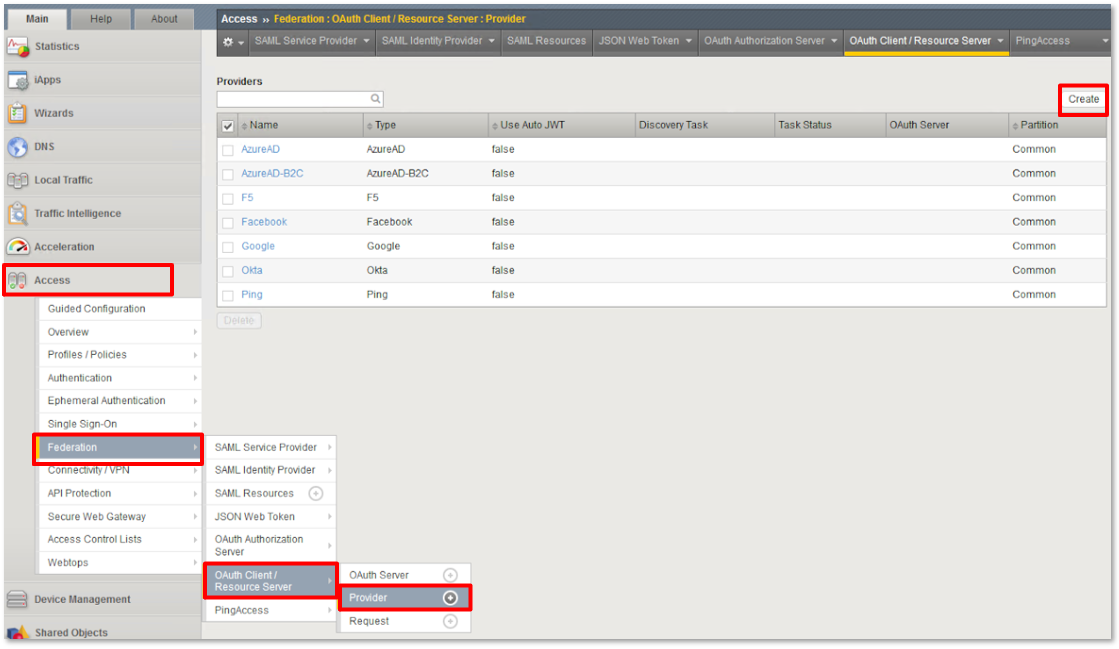 Main Help About
Access » Federation : OAuth Client / Resource Server : Provider
SAML Service Provider SAML Identity Provider SAML Resources JSON Web Token OAuth Authorization Server OAuth Client / Resource Server PingAccess
Statistics
iApps
Wizards
DNS
Local Traffic
Traffic Intelligence
Acceleration
Access
Guided Configuration
Overview
Profiles / Policies
Authentication
Ephemeral Authentication
Single Sign-On
Federation
Connectivity / VPN
API Protection
Secure Web Gateway
Access Control Lists
Webtops
Device Management
Shared Objects
SAML Service Provider
SAML Identity Provider
SAML Resources
JSON Web Token
OAuth Authorization
Server
OAuth Client /
Resource Server
PingAccess
OAuth Server
Provider
Request
Providers
Create
Name Type Use Auto JWT Discovery Task Task Status OAuth Server Partition
AzureAD AzureAD false Common
AzureAD-B2C AzureAD-B2C false Common
F5 F5 false Common
Facebook Facebook false Common
Google Google false Common
Okta Okta false Common
Ping Ping false Common
Delete